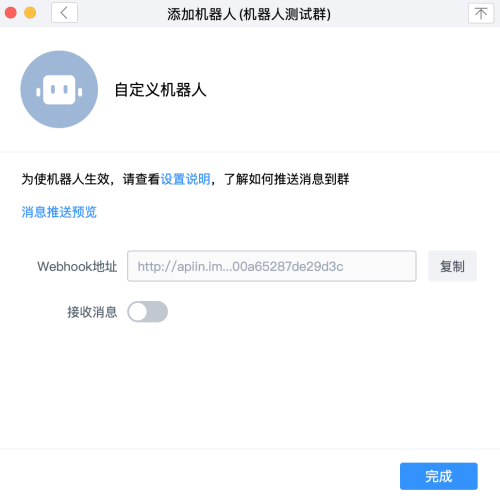 添加机器人(机器人测试群)
自定义机器人
为使机器人生效，请查看设置说明，了解如何推送消息到群
消息推送预览
Webhook地址 http://apiin.im...00a65287de29d3c 复制
接收消息
完成